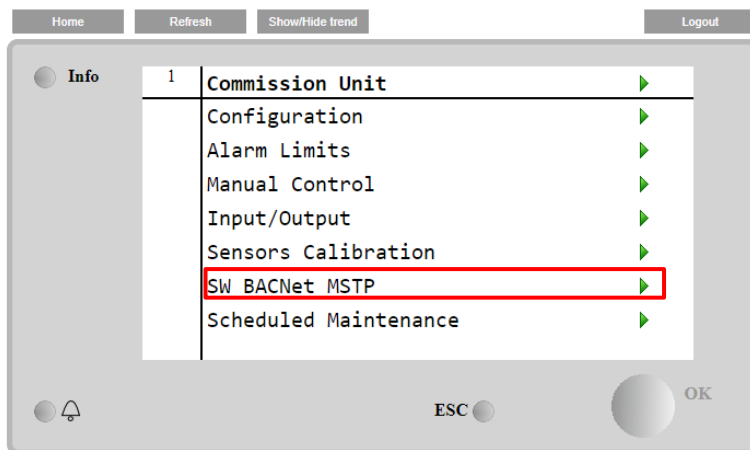 Home Refresh Show/Hide trend Logout
Info
1 Commission Unit
Configuration
Alarm Limits
Manual Control
Input/Output
Sensors Calibration
SW BACNet MSTP
Scheduled Maintenance
ESC
OK